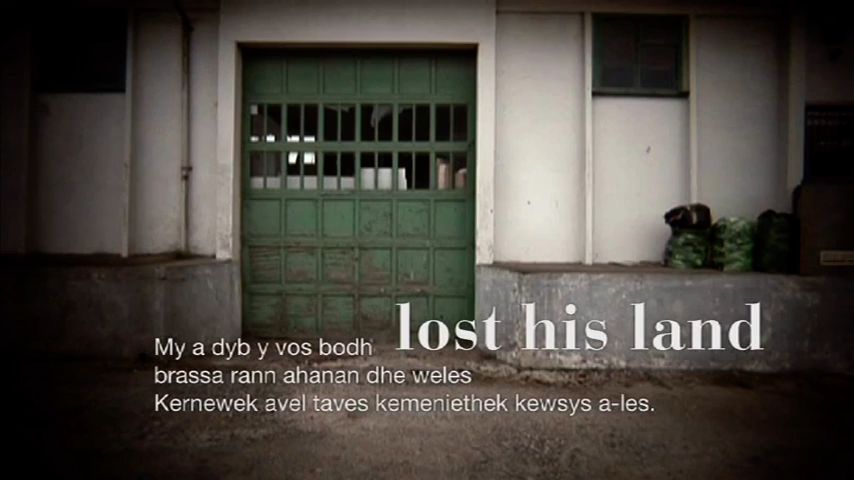 lost his land
My a dyb y vos bodh
brassa rann ahanan dhe weles
Kernewek avel taves kemeniethek kewsys a-les.